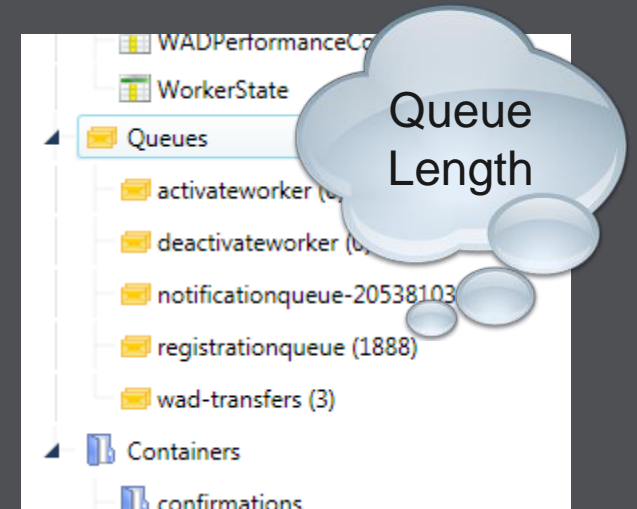 WADPerformanceCo
WorkerState
Queue
Length
Queues
activateworker
deactivateworker
notificationqueue-20538103
registrationqueue (1888)
wad-transfers (3)
Containers
confirmations